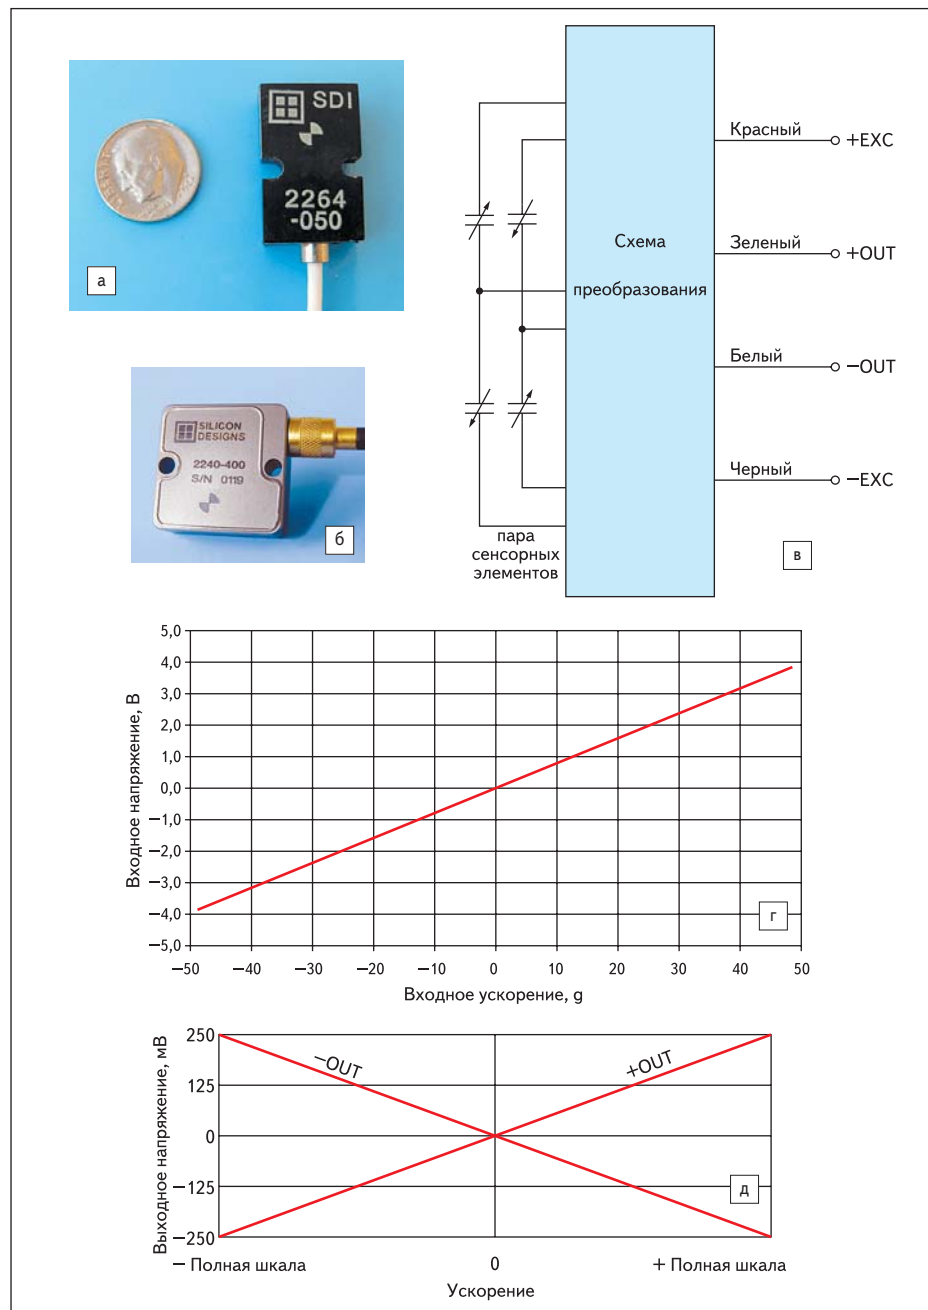 SDI
2264
-050
LIBERTY
а
SILICON
DESIGNS
2240-400
S/N 0119
б
Красный
+EXC
Зеленый
+OUT
Схема
преобразования
Белый
−OUT
Черный
−EXC
пара
сенсорных
элементов
в
Входное напряжение, В
5,0
4,0
3,0
2,0
1,0
0,0
−1,0
−2,0
−3,0
−4,0
−5,0
−50 −40 −30 −20 −10 0 10 20 30 40 50
Входное ускорение, g
г
Выходное напряжение, мВ
250
125
0
−125
−250
−OUT
+OUT
д
− Полная шкала 0 + Полная шкала
Ускорение